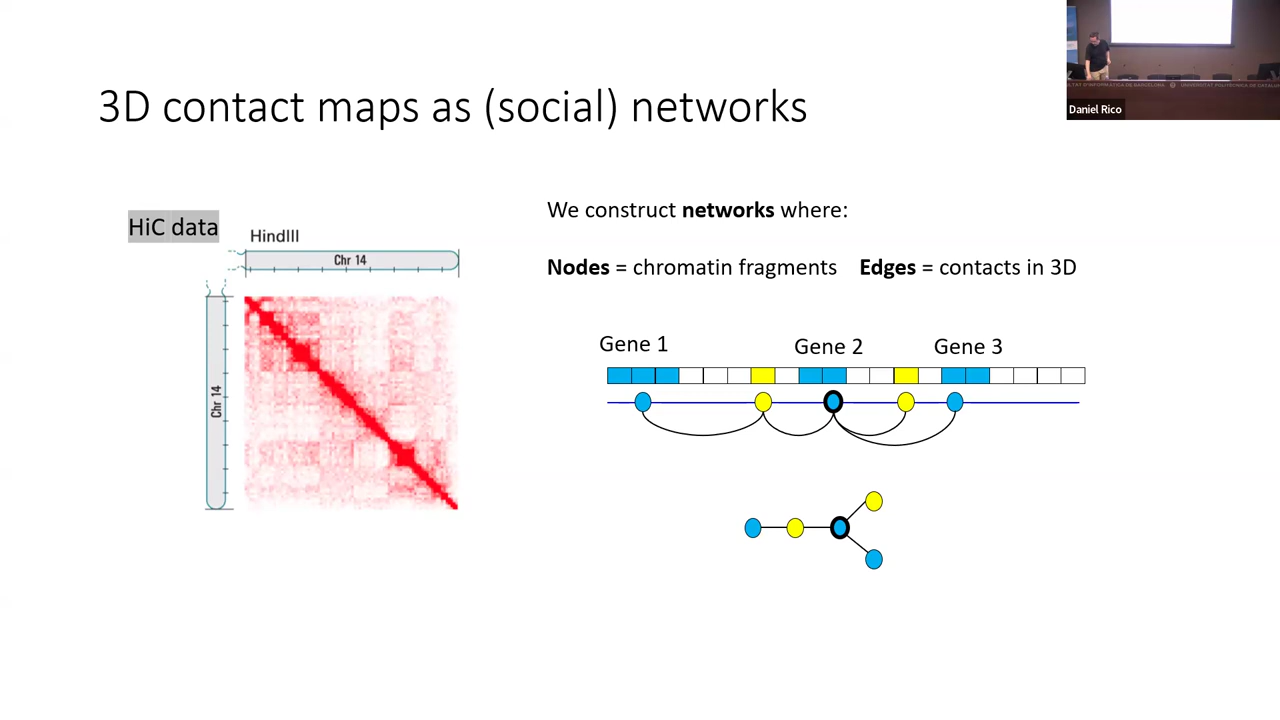 3D contact maps as (social) networks
Daniel Rico
HiC data
HindIII
Chr 14
Chr 14
We construct networks where:
Nodes = chromatin fragments Edges = contacts in 3D
Gene 1 Gene 2 Gene 3